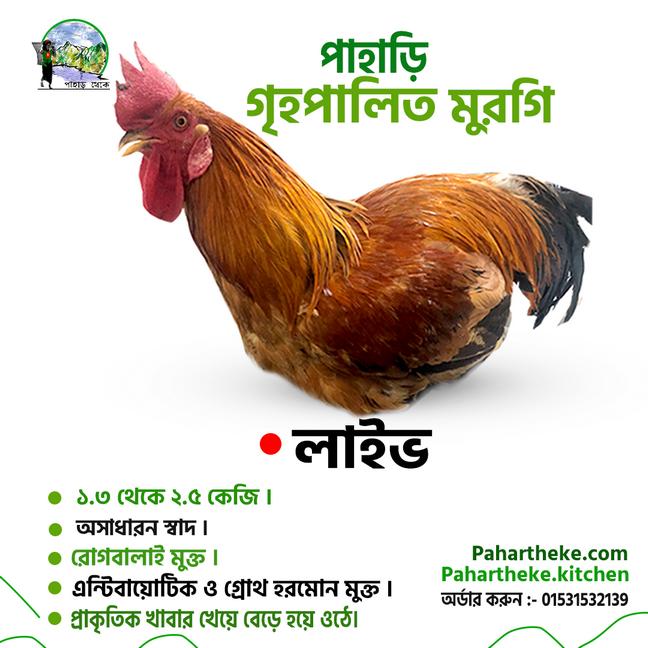 পাহাড় থেকে
পাহাড়ি
গৃহপালিত মুরগি
লাইভ
১.৩ থেকে ২.৫ কেজি ।
অসাধারন স্বাদ ।
রোগবালাই মুক্ত ।
এন্টিবায়োটিক ও গ্রোথ হরমোন মুক্ত ।
প্রাকৃতিক খাবার খেয়ে বেড়ে হয়ে ওঠে।
Pahartheke.com
Pahartheke.kitchen
অর্ডার করুন :- 01531532139